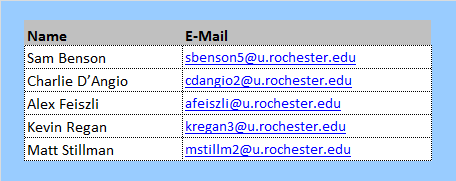 Name E-Mail
Sam Benson sbenson5@u.rochester.edu
Charlie D’Angio cdangio2@u.rochester.edu
Alex Feiszli afeiszli@u.rochester.edu
Kevin Regan kregan3@u.rochester.edu
Matt Stillman mstillm2@u.rochester.edu